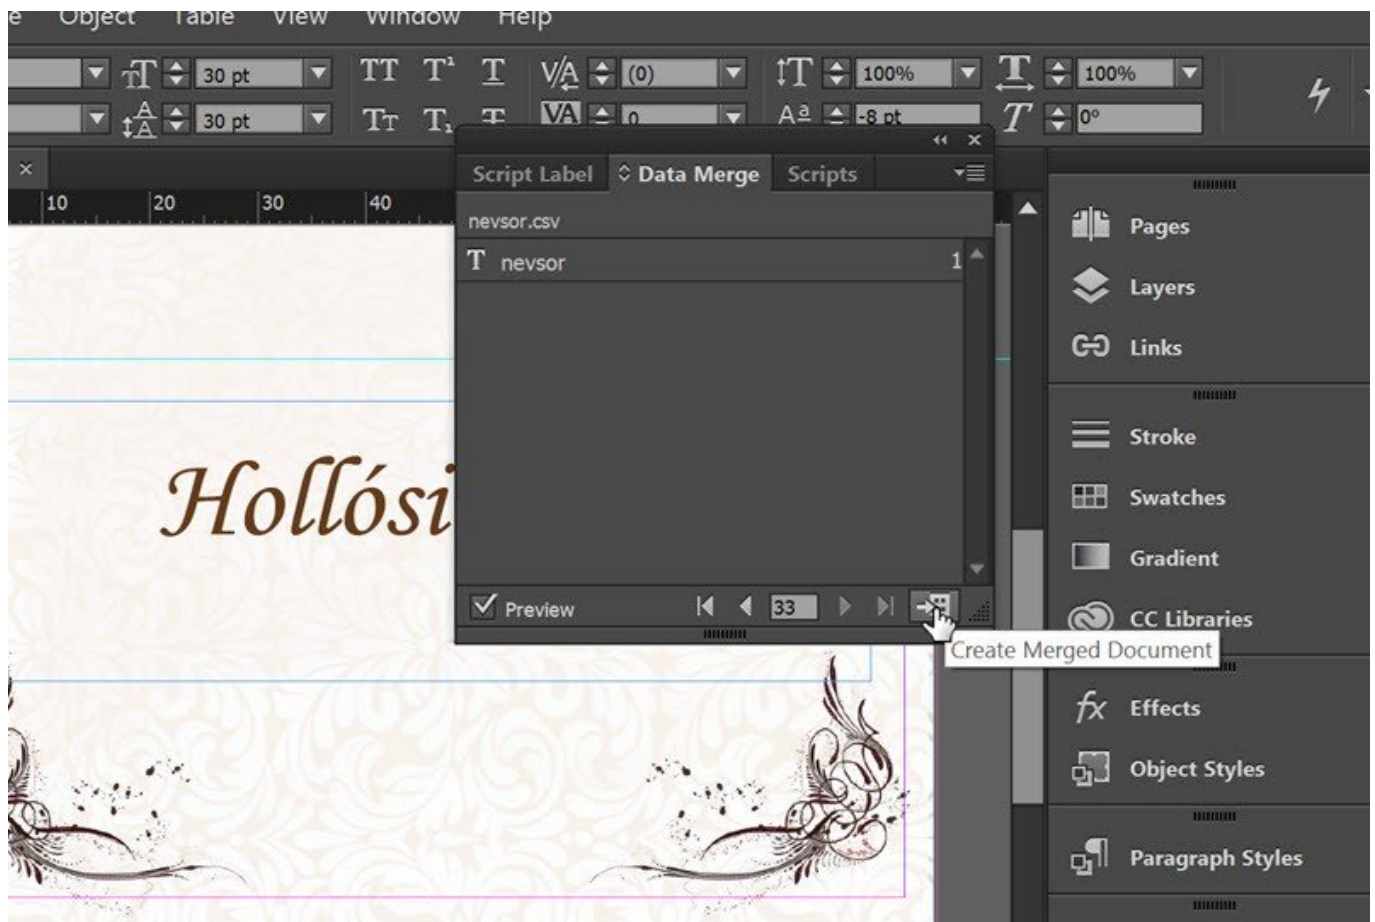 Object Table View Window Help
30 pt (0) 100% 100%
30 pt 0 -8 pt 0°
Script Label Data Merge Scripts
10 20 30 40
nevsor.csv
T nevsor 1
Hollósi
Preview 33
Create Merged Document
Pages
Layers
Links
Stroke
Swatches
Gradient
CC Libraries
fx Effects
Object Styles
Paragraph Styles